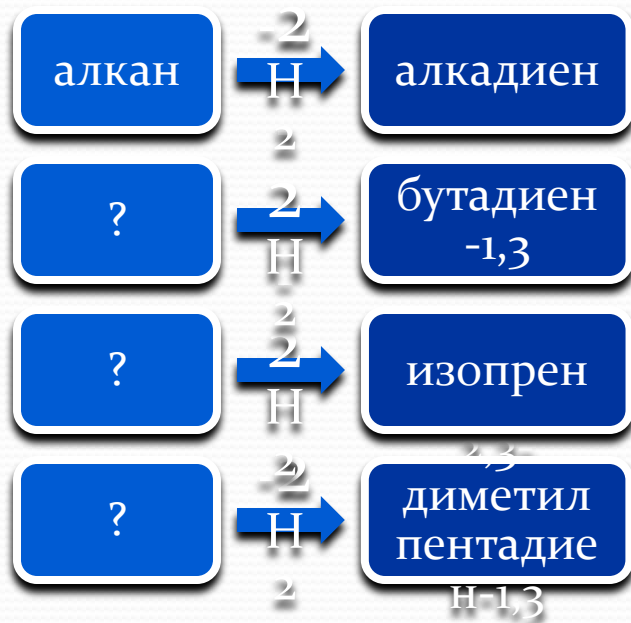 -2
алкан
Н
алкадиен
2
2
?
Н
бутадиен
-1,3
2
2
?
Н
изопрен
2
-2
?
Н
2
2,3-
диметил
пентадие
н-1,3